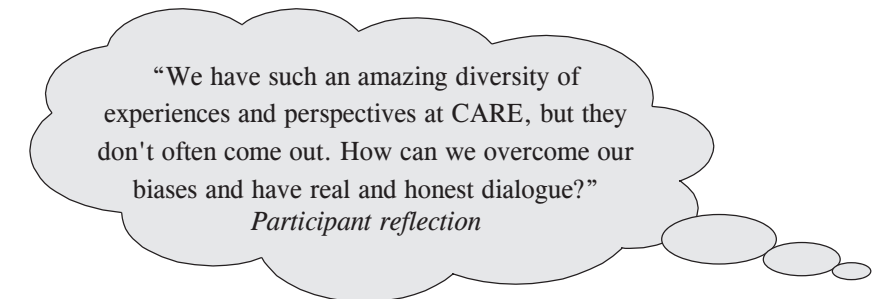 “We have such an amazing diversity of
experiences and perspectives at CARE, but they
don't often come out. How can we overcome our
biases and have real and honest dialogue?”
Participant reflection